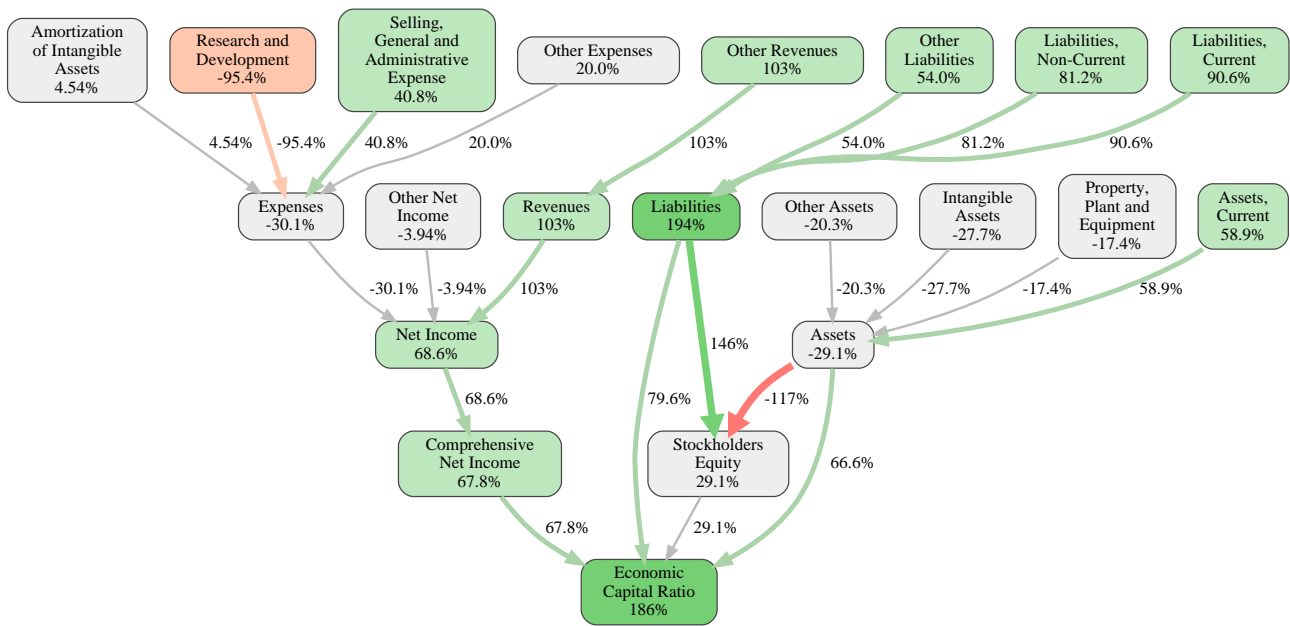 Amortization
of Intangible
Assets
4.54%
Research and
Development
-95.4%
Selling,
General and
Administrative
Expense
40.8%
Other Expenses
20.0%
Other Revenues
103%
Other
Liabilities
54.0%
Liabilities,
Non-Current
81.2%
Liabilities,
Current
90.6%
4.54%
-95.4%
40.8%
20.0%
103%
54.0%
81.2%
90.6%
Expenses
-30.1%
Other Net
Income
-3.94%
Revenues
103%
Liabilities
194%
Other Assets
-20.3%
Intangible
Assets
-27.7%
Property,
Plant and
Equipment
-17.4%
Assets,
Current
58.9%
-30.1%
-3.94%
103%
-20.3%
-27.7%
-17.4%
58.9%
Net Income
68.6%
146%
Assets
-29.1%
68.6%
79.6%
-117%
Comprehensive
Net Income
67.8%
Stockholders
Equity
29.1%
66.6%
67.8%
29.1%
Economic
Capital Ratio
186%